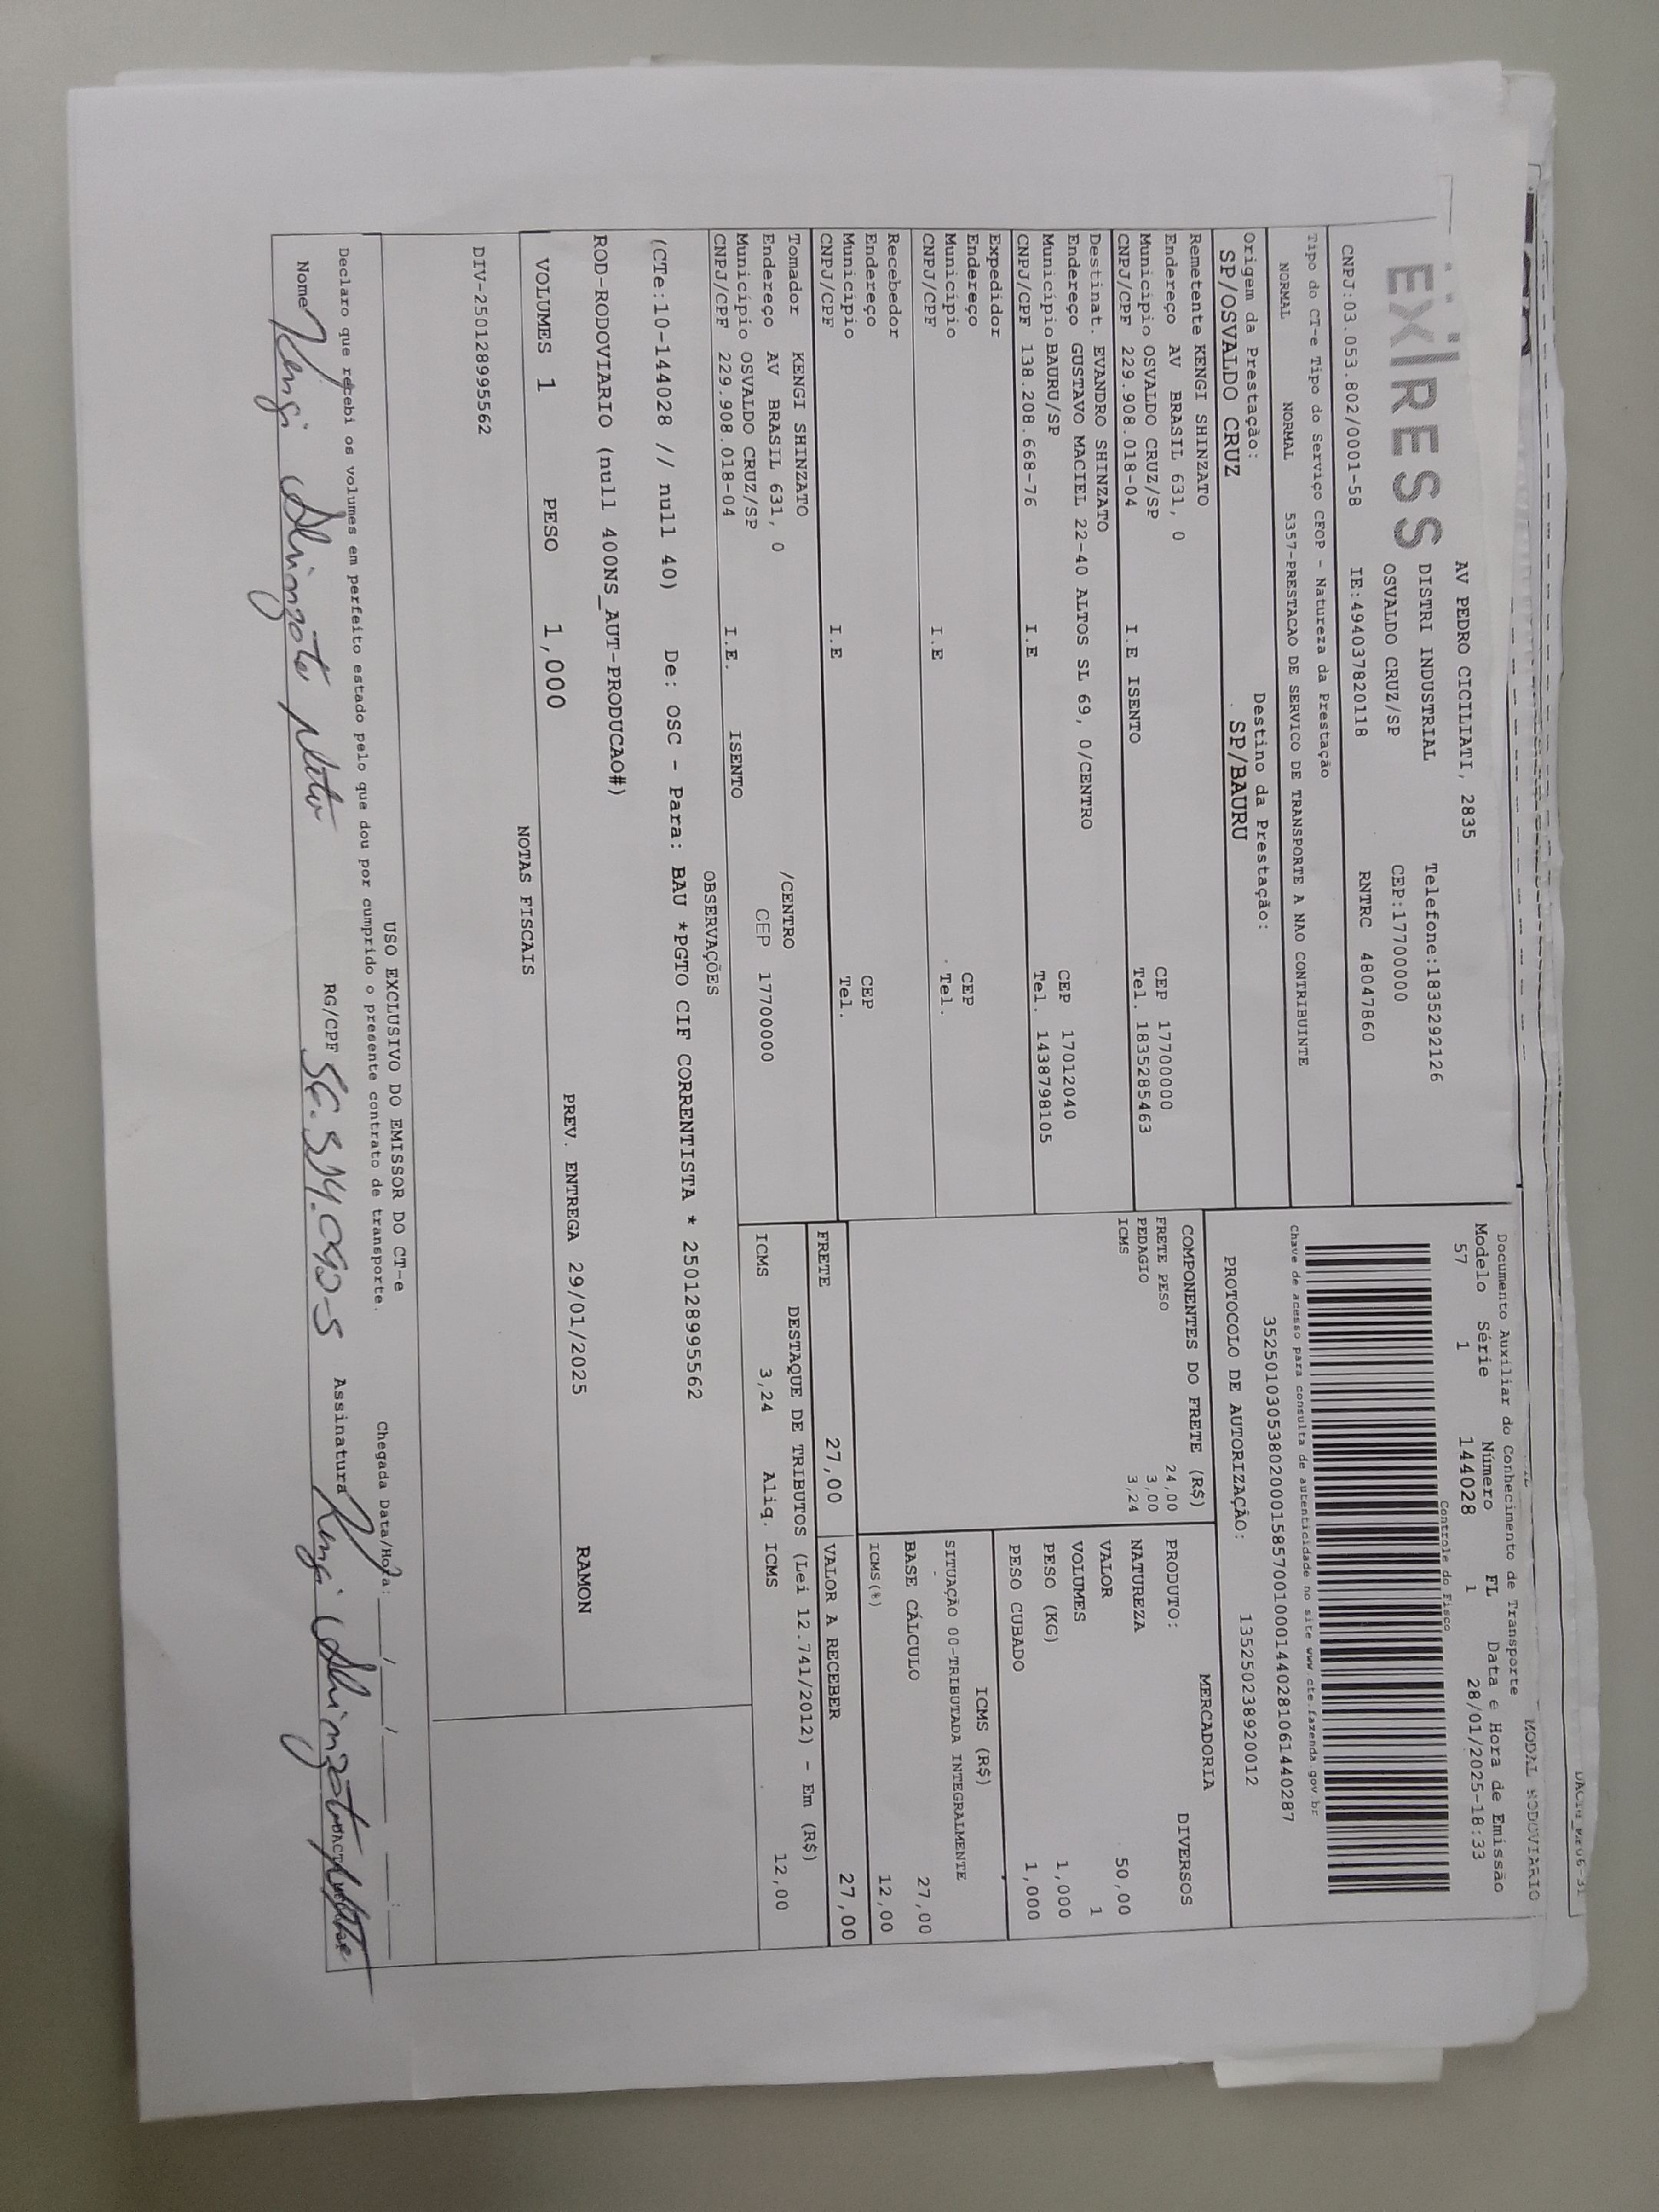 AV PEDRO CICILIATI, 2835
DISTRI INDUSTRIAL Telefone:1835292126
OSVALDO CRUZ/SP CEP:17700000
CNPJ:03.053.802/0001-58 IE:494037820118 RNTRC 48047860
MODAL RODOVIARIO
Documento Auxiliar do Conhecimento de Transporte
Modelo Série Número FL Data e Hora de Emissão
57 1 144028 1 28/01/2025-18:33
Controle do Fisco
Chave de acesso para consulta de autenticidade no site www.cte.fazenda.gov.br
35250103053802000158570010001440281061440287
PROTOCOLO DE AUTORIZAÇÃO: 135250238920012
Tipo do CT-e Tipo do Serviço CFOP - Natureza da Prestação
NORMAL NORMAL 5357-PRESTACAO DE SERVICO DE TRANSPORTE A NAO CONTRIBUINTE
Origem da Prestação: Destino da Prestação:
SP/OSVALDO CRUZ SP/BAURU
Remetente KENGI SHINZATO
Endereço AV BRASIL 631, 0 CEP 17700000
Município OSVALDO CRUZ/SP Tel. 1835285463
CNPJ/CPF 229.908.018-04 I.E ISENTO
Destinat. EVANDRO SHINZATO
Endereço GUSTAVO MACIEL 22-40 ALTOS SL 69, 0/CENTRO CEP 17012040
Município BAURU/SP Tel. 1438798105
CNPJ/CPF 138.208.668-76 I.E
Expedidor
Endereço CEP
Município Tel.
CNPJ/CPF I.E
Recebedor
Endereço CEP
Município Tel.
CNPJ/CPF I.E
Tomador KENGI SHINZATO
Endereço AV BRASIL 631, 0 /CENTRO
Município OSVALDO CRUZ/SP CEP 17700000
CNPJ/CPF 229.908.018-04 I.E. ISENTO
COMPONENTES DO FRETE (R$)
FRETE PESO 24,00
PEDAGIO 3,00
ICMS 3,24
MERCADORIA
PRODUTO: DIVERSOS
NATUREZA
VALOR 50,00
VOLUMES 1
PESO (KG) 1,000
PESO CUBADO 1,000
ICMS (R$)
SITUAÇÃO 00-TRIBUTADA INTEGRALMENTE
BASE CÁLCULO 27,00
ICMS(%) 12,00
FRETE 27,00 VALOR A RECEBER 27,00
DESTAQUE DE TRIBUTOS (Lei 12.741/2012) - Em (R$)
ICMS 3,24 Aliq. ICMS 12,00
OBSERVAÇÕES
(CTe:10-144028 // null 40) De: OSC - Para: BAU *PGTO CIF CORRENTISTA * 250128995562
ROD-RODOVIARIO (null 400NS_AUT-PRODUCAO#)
VOLUMES 1 PESO 1,000 PREV. ENTREGA 29/01/2025 RAMON
NOTAS FISCAIS
DIV-250128995562
USO EXCLUSIVO DO EMISSOR DO CT-e
Declaro que recebi os volumes em perfeito estado pelo que dou por cumprido o presente contrato de transporte.
Chegada Data/Hora: ____/____/____ ____:____
Nome Kengi Shinzato RG/CPF Assinatura Kengi Shinzato